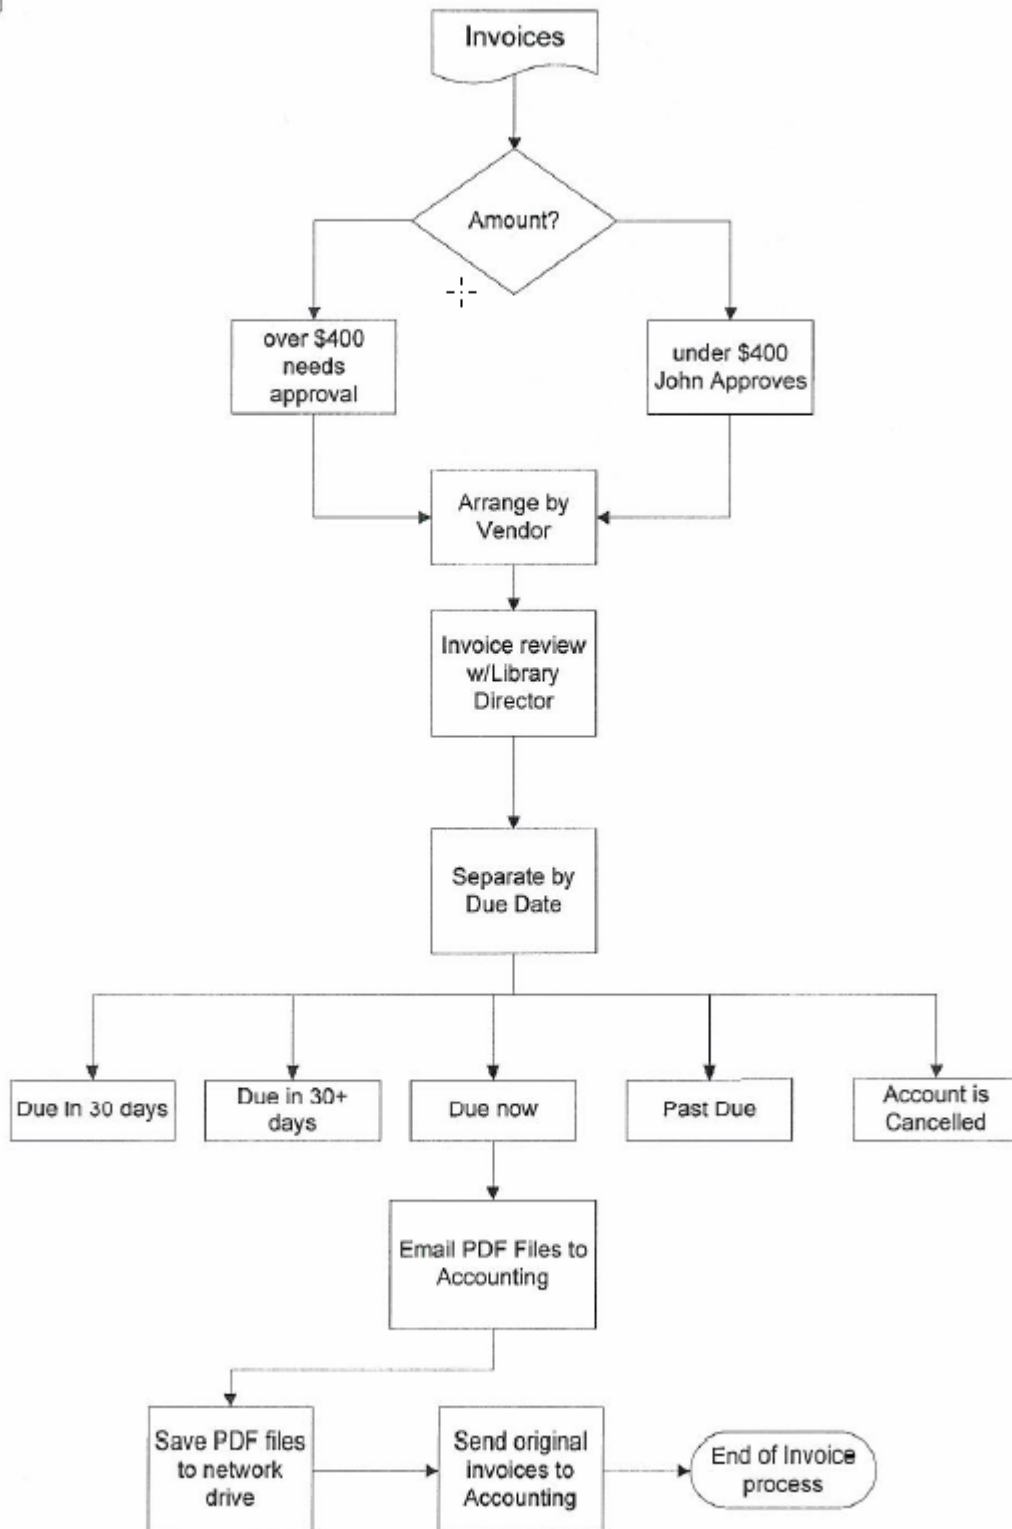 Invoices
Amount?
over $400
needs
approval
under $400
John Approves
Arrange by
Vendor
Invoice review
w/Library
Director
Separate by
Due Date
Due In 30 days
Due in 30+
days
Due now
Past Due
Account is
Cancelled
Email PDF Files to
Accounting
Save PDF files
to network
drive
Send original
invoices to
Accounting
End of Invoice
process